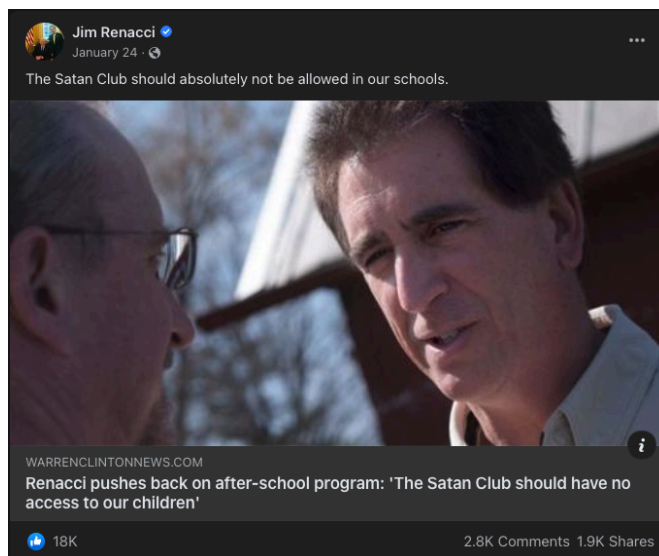 Jim Renacci
January 24 ·
The Satan Club should absolutely not be allowed in our schools.
WARRENCLINTONNEWS.COM
Renacci pushes back on after-school program: 'The Satan Club should have no
access to our children'
18K
2.8K Comments 1.9K Shares